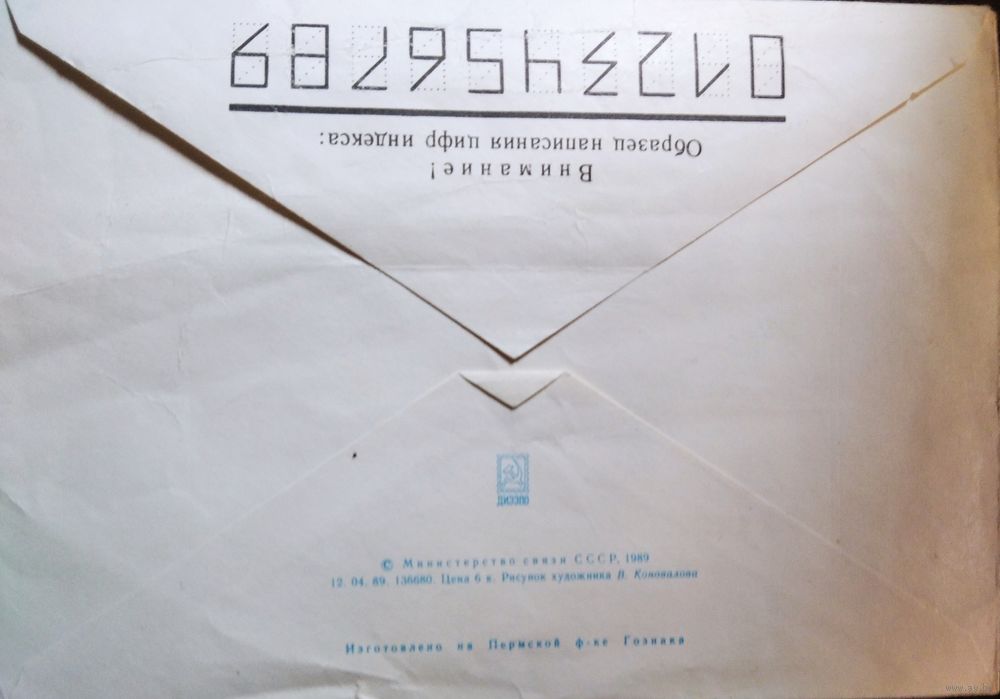 Внимание!
Образец написания цифр индекса:
0123456789
ДИЭЗПО
© Министерство связи СССР, 1989
12. 04. 89. 136680. Цена 6 к. Рисунок художника В. Коновалова
Изготовлено на Пермской ф-ке Гознака